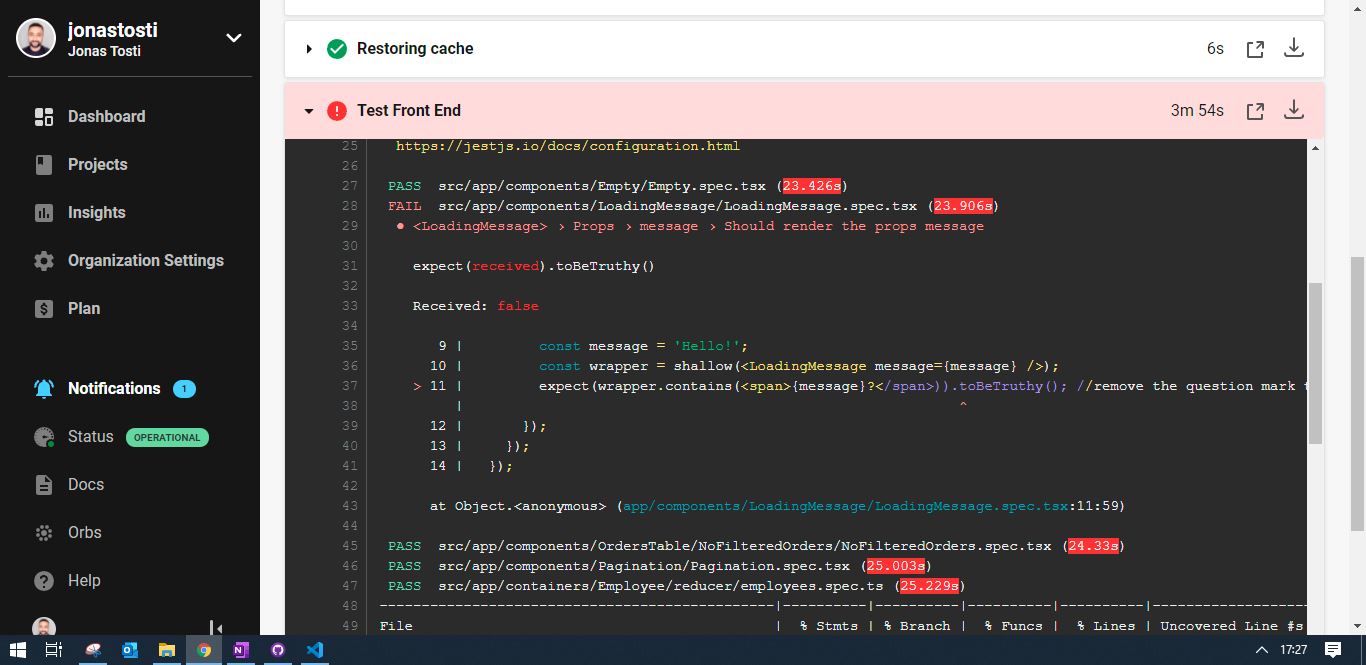 jonastosti
Jonas Tosti
Dashboard
Projects
Insights
Organization Settings
Plan
Notifications 1
Status OPERATIONAL
Docs
Orbs
Help
Restoring cache 6s
Test Front End 3m 54s
25 https://jestjs.io/docs/configuration.html
26
27 PASS src/app/components/Empty/Empty.spec.tsx (23.426s)
28 FAIL src/app/components/LoadingMessage/LoadingMessage.spec.tsx (23.906s)
29 ● <LoadingMessage> › Props › message › Should render the props message
30
31 expect(received).toBeTruthy()
32
33 Received: false
34
35 9 | const message = 'Hello!';
36 10 | const wrapper = shallow(<LoadingMessage message={message} />);
37 > 11 | expect(wrapper.contains(<span>{message}?</span>)).toBeTruthy(); //remove the question mark
38 | ^
39 12 | });
40 13 | });
41 14 | });
42
43 at Object.<anonymous> (app/components/LoadingMessage/LoadingMessage.spec.tsx:11:59)
44
45 PASS src/app/components/OrdersTable/NoFilteredOrders/NoFilteredOrders.spec.tsx (24.33s)
46 PASS src/app/components/Pagination/Pagination.spec.tsx (25.003s)
47 PASS src/app/containers/Employee/reducer/employees.spec.ts (25.229s)
48 -----------------------------------------------|----------|----------|----------|----------|-------------------
49 File | % Stmts | % Branch | % Funcs | % Lines | Uncovered Line #s
17:27